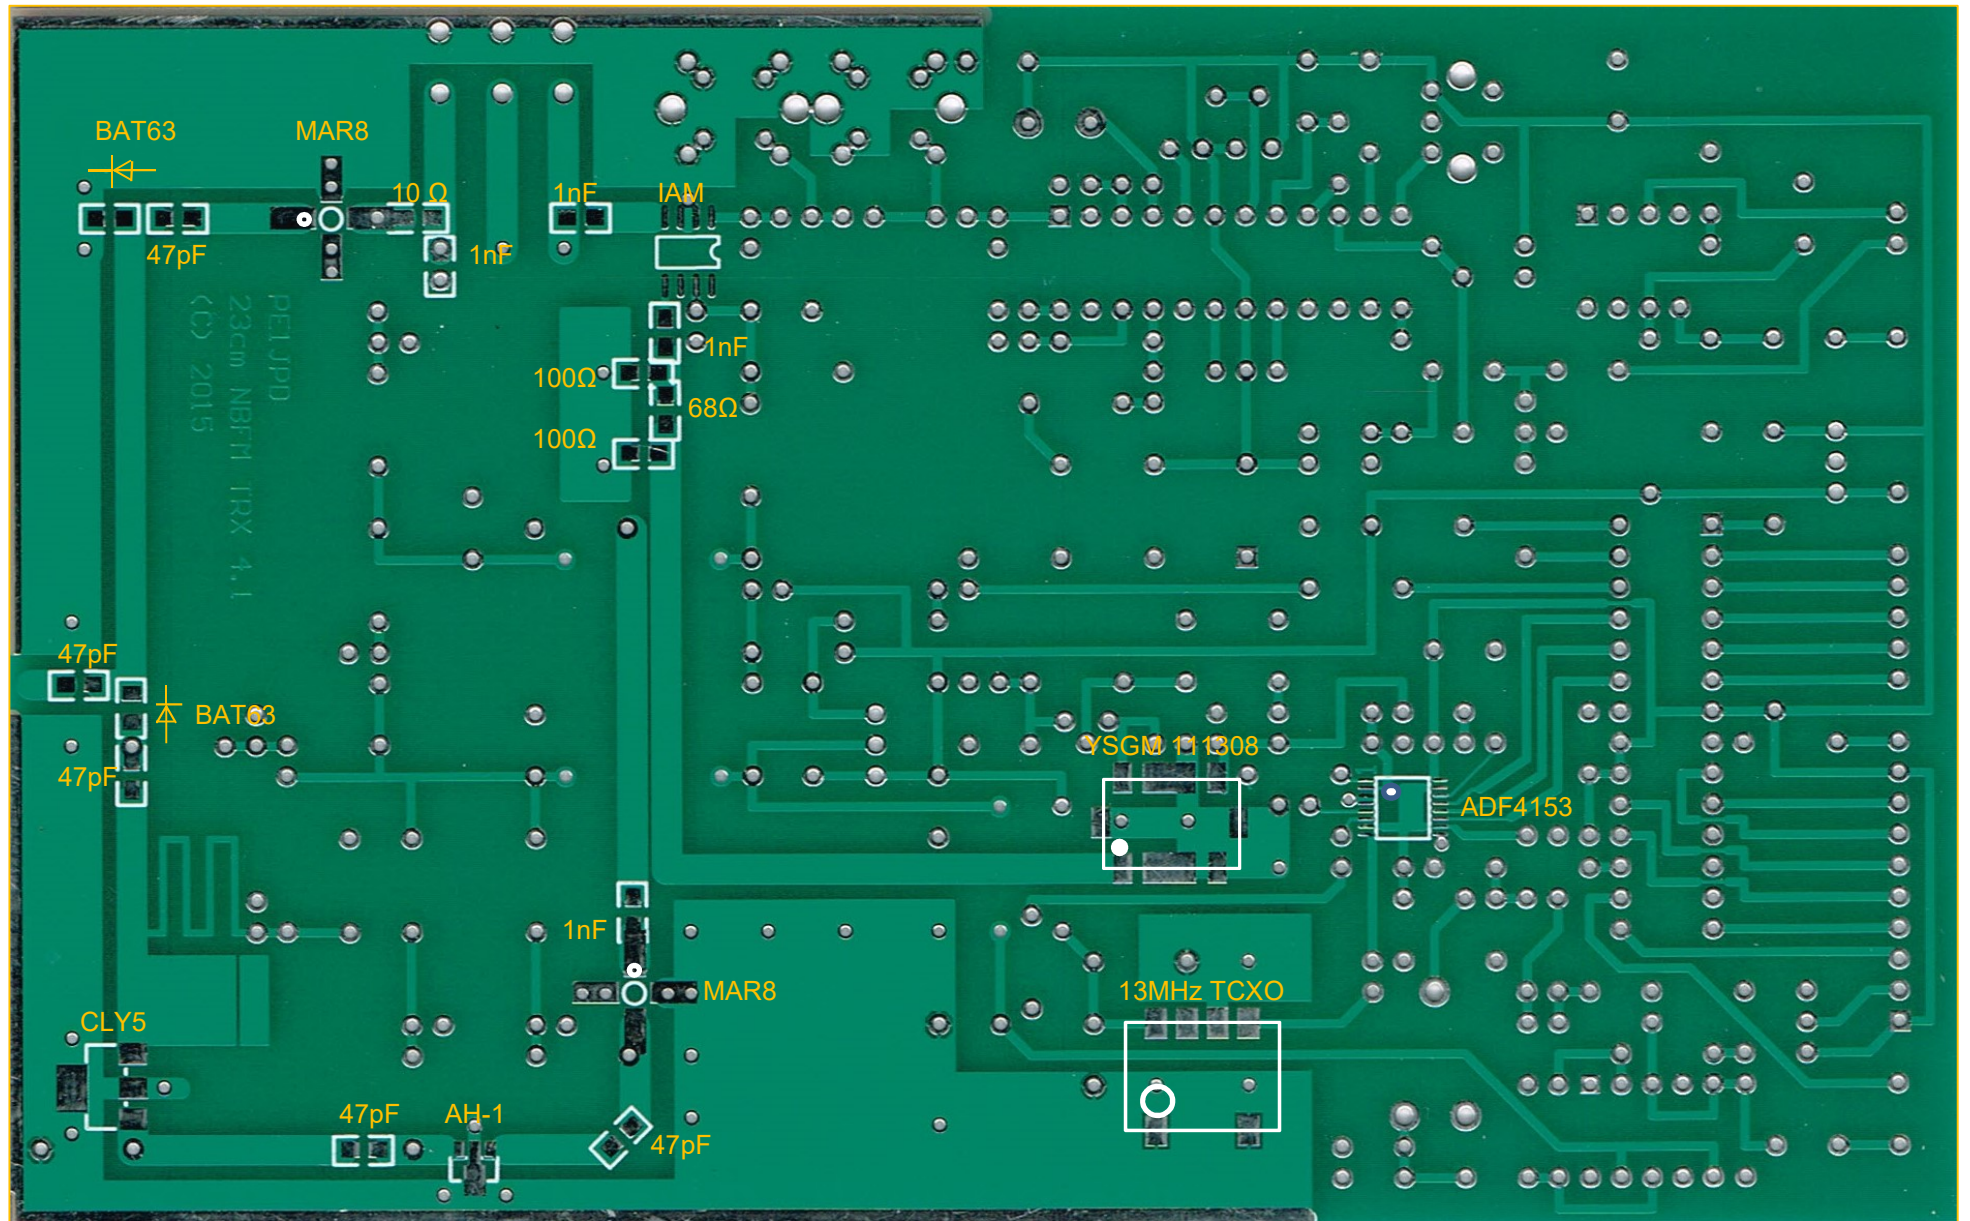 BAT63
MAR8
10 Ω
1nF
IAM
47pF
1nF
PE1JPD
23cm NBFM TRX 4.1
(C) 2015
1nF
100Ω
68Ω
100Ω
47pF
BAT63
47pF
YSGM 111308
ADF4153
1nF
MAR8
13MHz TCXO
CLY5
47pF
AH-1
47pF